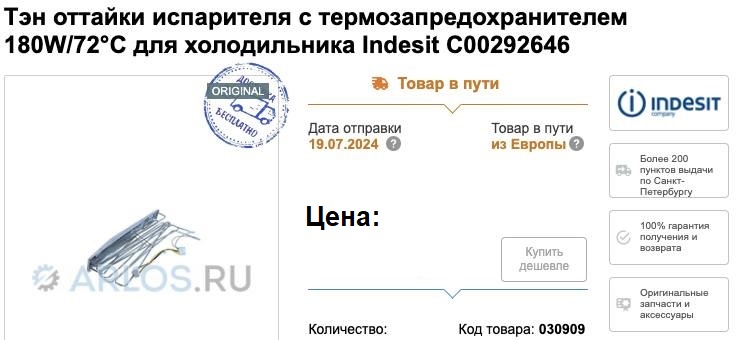 Тэн оттайки испарителя с термозапредохранителем
180W/72°C для холодильника Indesit C00292646
ORIGINAL
ДОСТАВКА
БЕСПЛАТНО
Товар в пути
Дата отправки
19.07.2024 ?
Товар в пути
из Европы ?
Цена:
Купить
дешевле
Количество:
Код товара: 030909
ARLOS.RU
INDESIT
company
Более 200
пунктов выдачи
по Санкт-
Петербургу
100% гарантия
получения и
возврата
Оригинальные
запчасти и
аксессуары